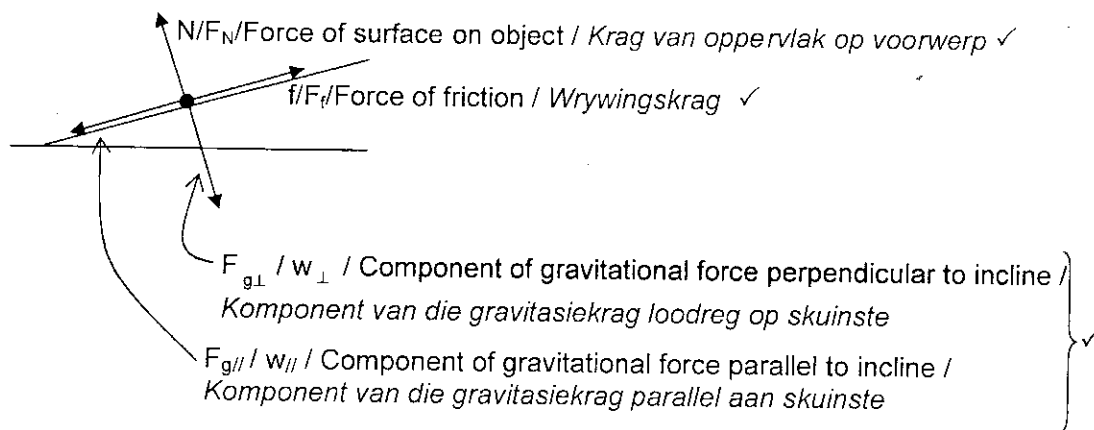 N/F_N/Force of surface on object / Krag van oppervlak op voorwerp ✓
f/F_f/Force of friction / Wrywingskrag ✓
F_g⊥ / w_⊥ / Component of gravitational force perpendicular to incline /
Komponent van die gravitasiekrag loodreg op skuinste
F_g// / w_// / Component of gravitational force parallel to incline /
Komponent van die gravitasiekrag parallel aan skuinste
✓